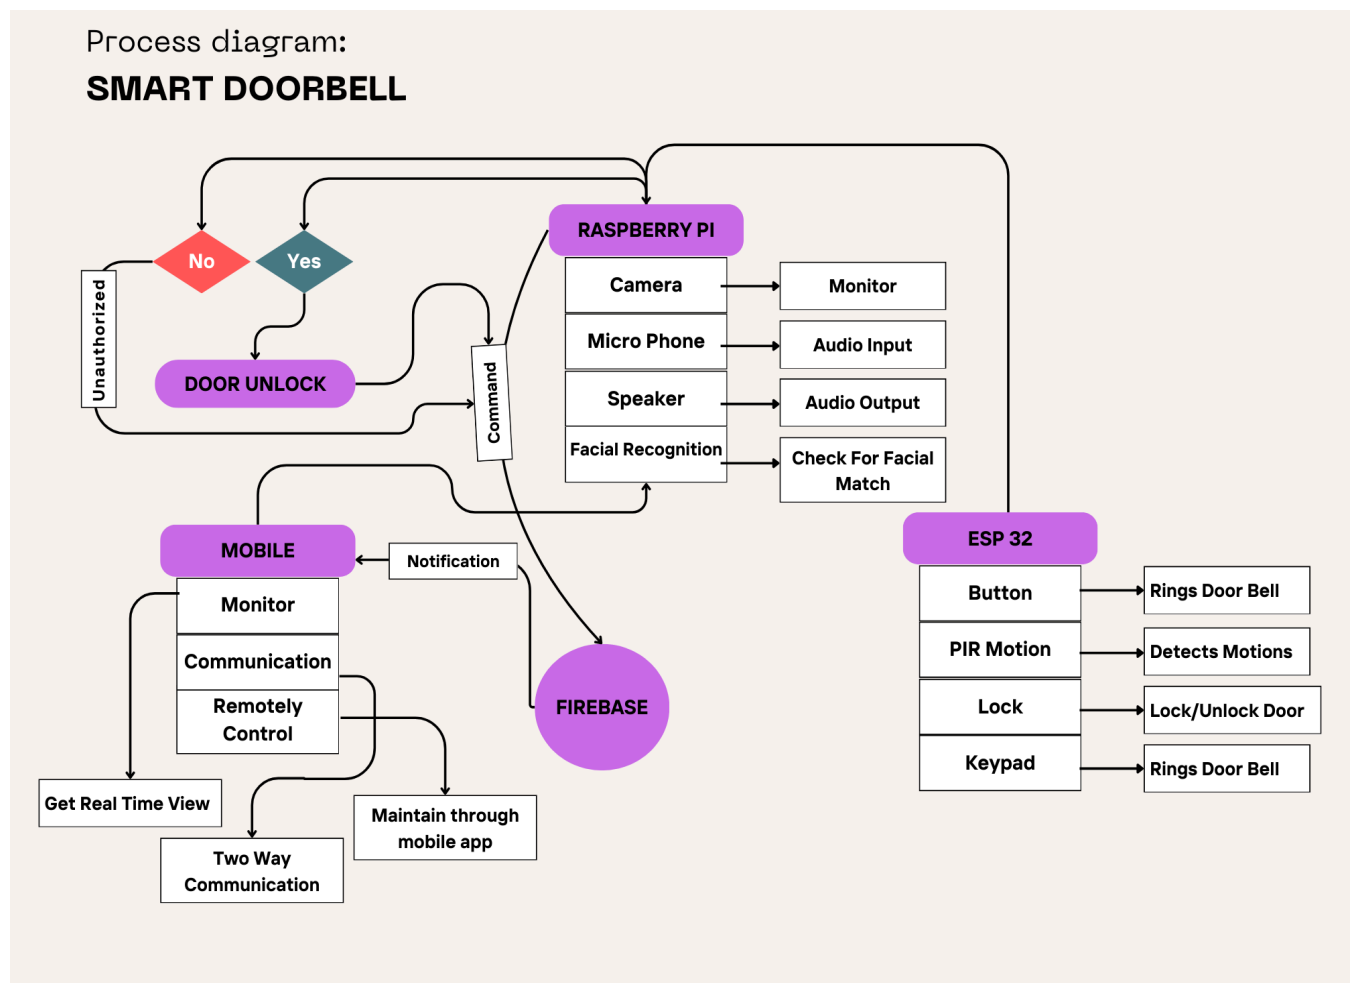 Process diagram:
SMART DOORBELL
No
Yes
Unauthorized
DOOR UNLOCK
Command
RASPBERRY PI
Camera
Monitor
Micro Phone
Audio Input
Speaker
Audio Output
Facial Recognition
Check For Facial
Match
MOBILE
Notification
Monitor
Communication
Remotely
Control
Get Real Time View
Two Way
Communication
Maintain through
mobile app
FIREBASE
ESP 32
Button
Rings Door Bell
PIR Motion
Detects Motions
Lock
Lock/Unlock Door
Keypad
Rings Door Bell